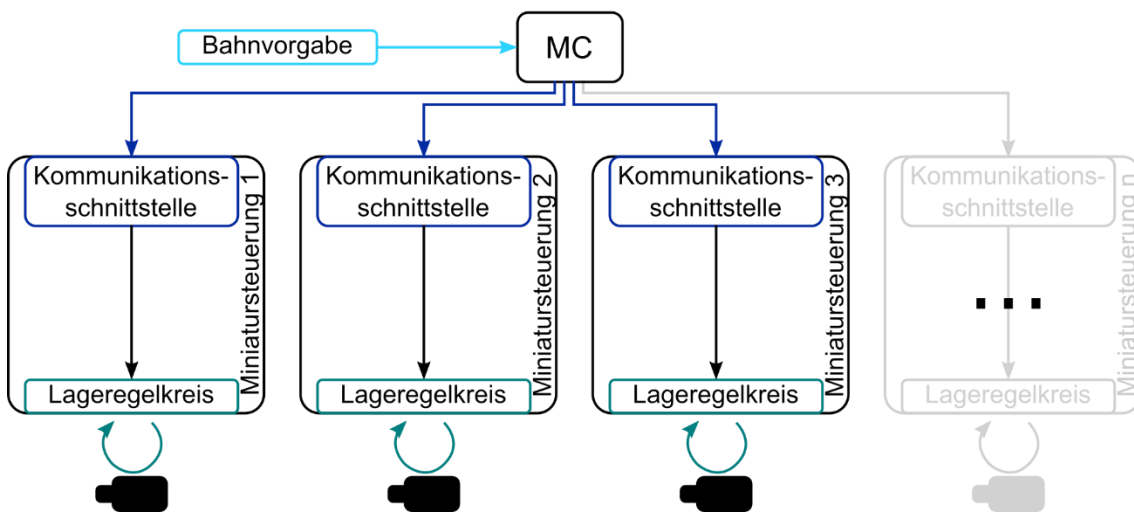 Bahnvorgabe
MC
Kommunikations-
schnittstelle
Lageregelkreis
Miniatursteuerung 1
Kommunikations-
schnittstelle
Lageregelkreis
Miniatursteuerung 2
Kommunikations-
schnittstelle
Lageregelkreis
Miniatursteuerung 3
Kommunikations-
schnittstelle
...
Lageregelkreis
Miniatursteuerung n